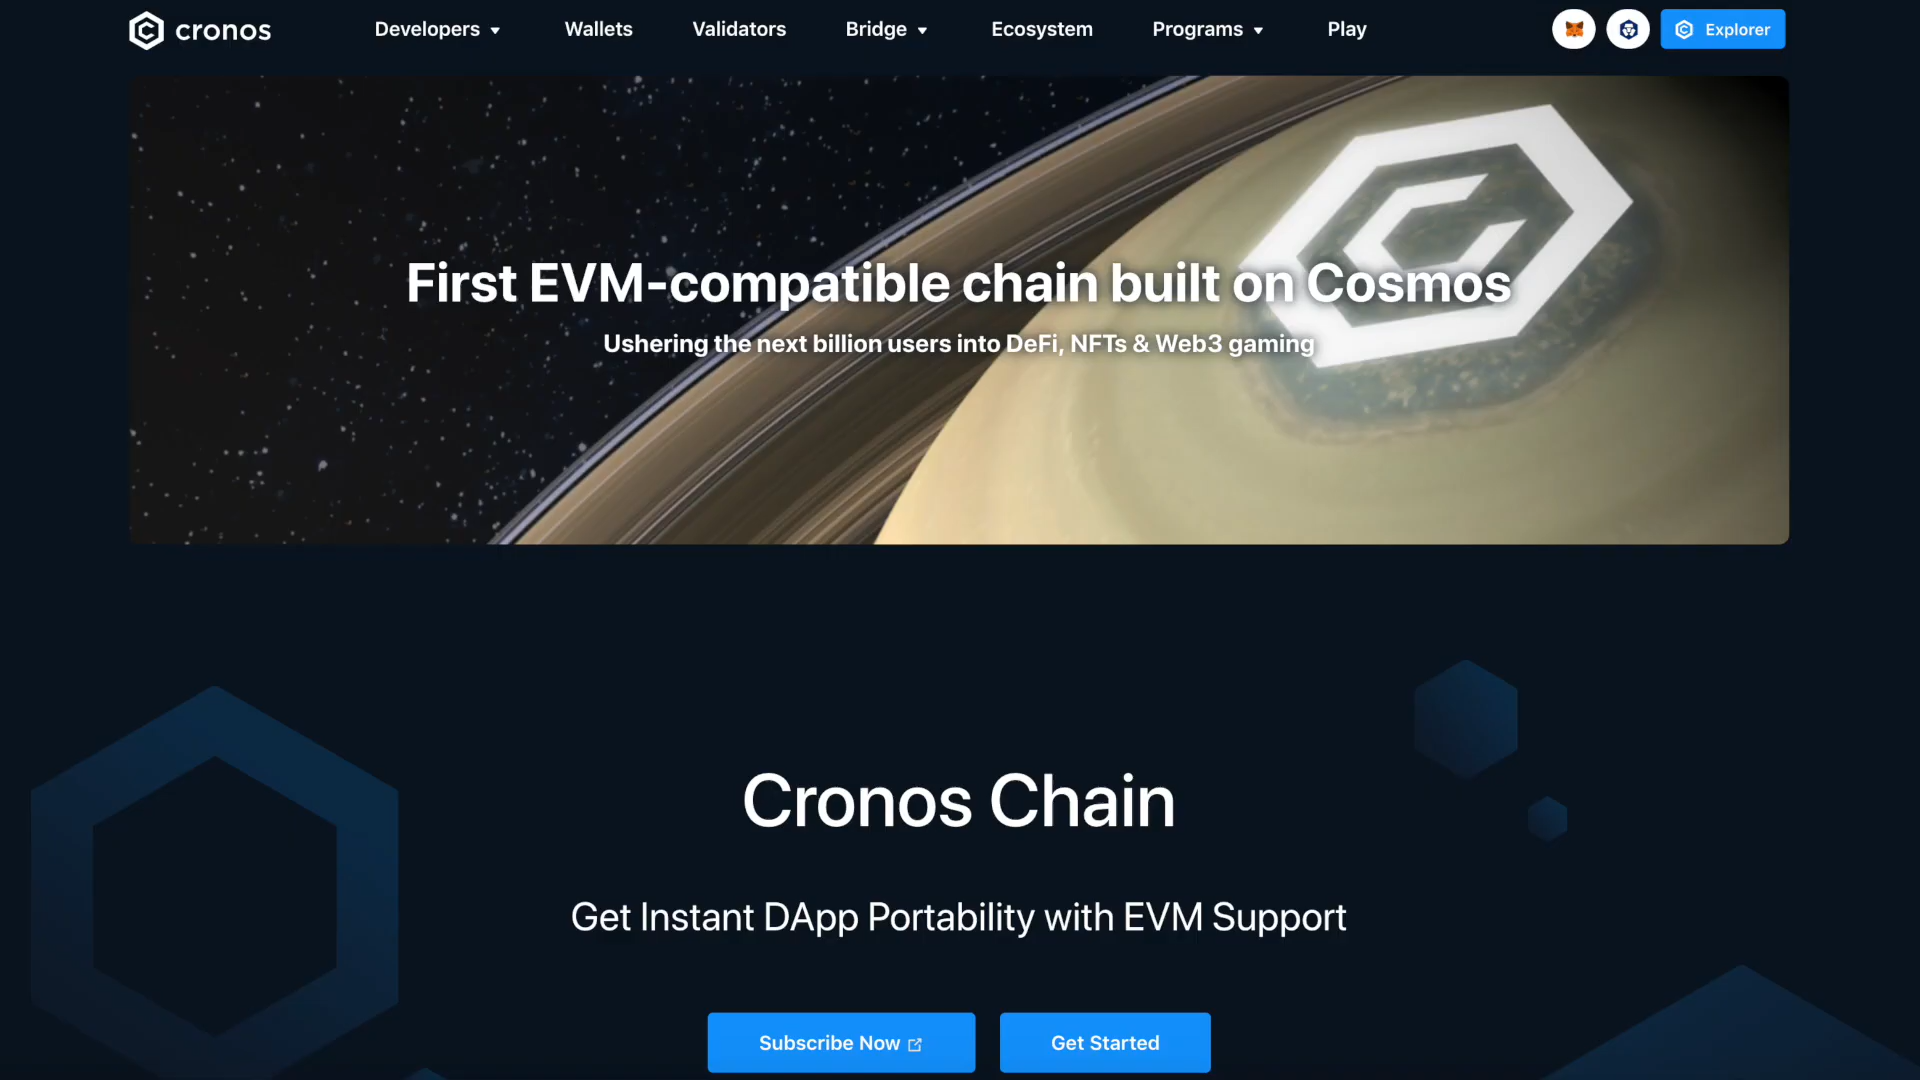 cronos
Developers
Wallets
Validators
Bridge
Ecosystem
Programs
Play
Explorer
First EVM-compatible chain built on Cosmos
Ushering the next billion users into DeFi, NFTs & Web3 gaming
Cronos Chain
Get Instant DApp Portability with EVM Support
Subscribe Now
Get Started